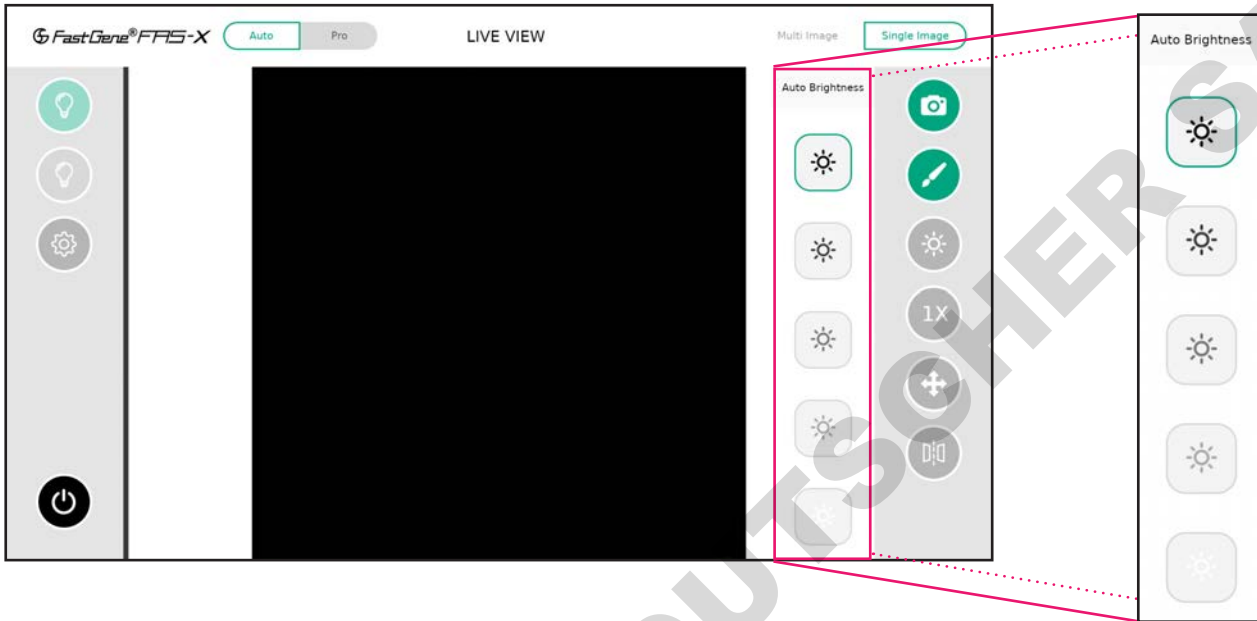 FastGene® FAS-X
Auto
Pro
LIVE VIEW
Multi Image
Single Image
Auto Brightness
1X
Auto Brightness